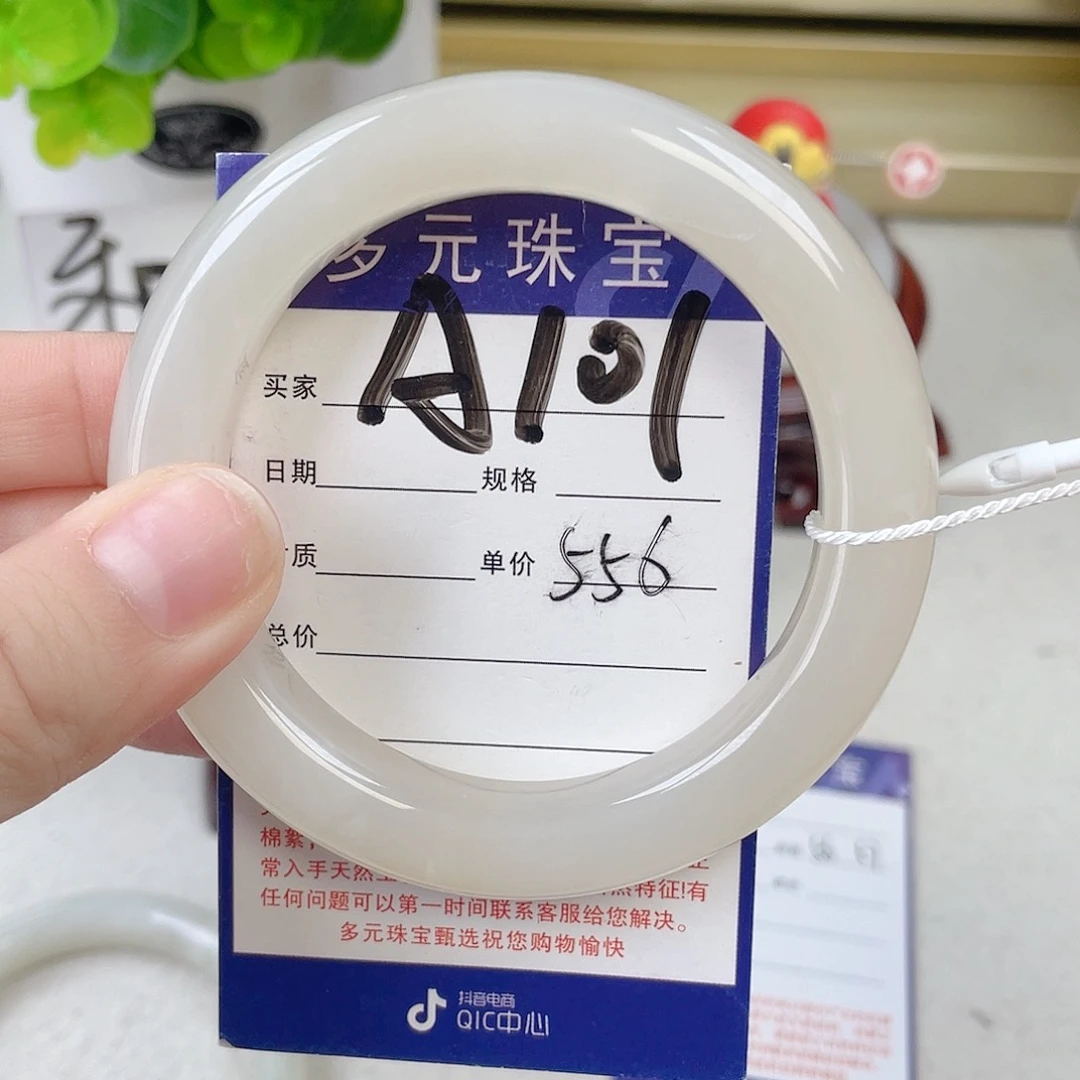 多元珠宝
买家 A101
日期 规格
质 单价 556
总价
棉絮,
常入手天然 然特征!有
任何问题可以第一时间联系客服给您解决。
多元珠宝甄选祝您购物愉快
抖音电商
QIC中心